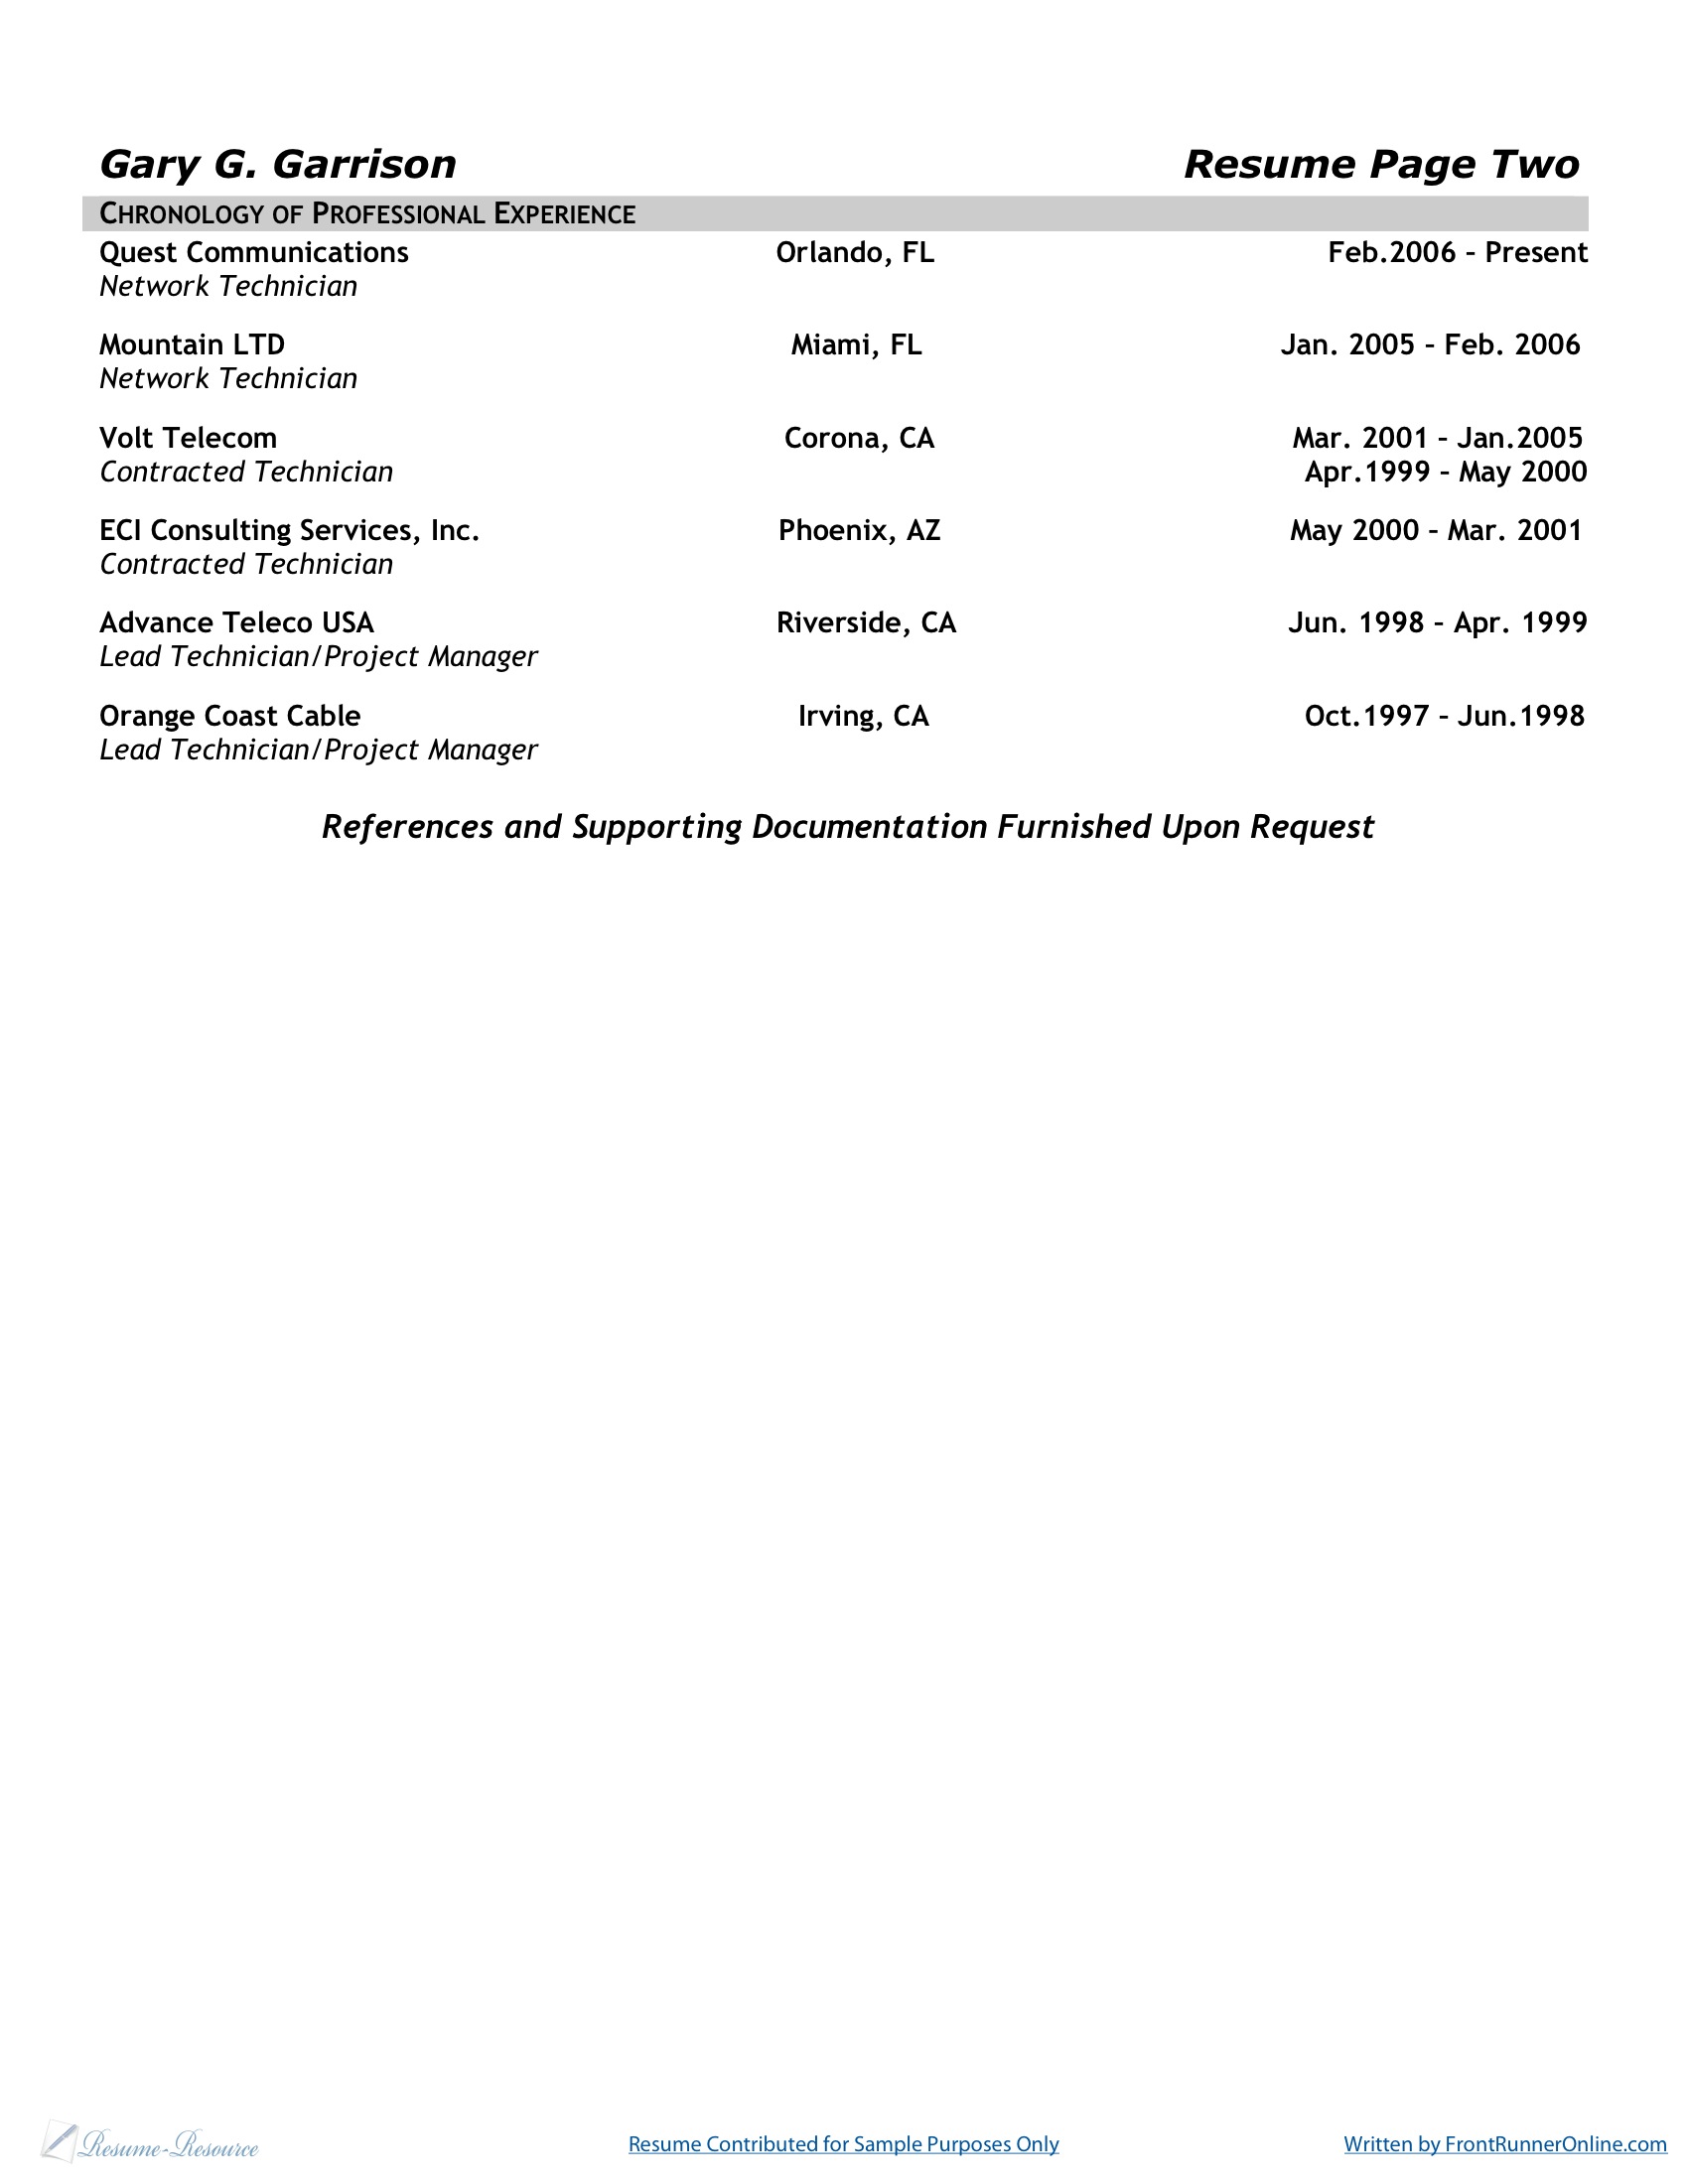 Gary G. Garrison Resume Page Two
CHRONOLOGY OF PROFESSIONAL EXPERIENCE
Quest Communications Orlando, FL Feb.2006 – Present
Network Technician
Mountain LTD Miami, FL Jan. 2005 – Feb. 2006
Network Technician
Volt Telecom Corona, CA Mar. 2001 – Jan.2005
Contracted Technician Apr.1999 – May 2000
ECI Consulting Services, Inc. Phoenix, AZ May 2000 – Mar. 2001
Contracted Technician
Advance Teleco USA Riverside, CA Jun. 1998 – Apr. 1999
Lead Technician/Project Manager
Orange Coast Cable Irving, CA Oct.1997 – Jun.1998
Lead Technician/Project Manager
References and Supporting Documentation Furnished Upon Request
Resume-Resource Resume Contributed for Sample Purposes Only Written by FrontRunnerOnline.com